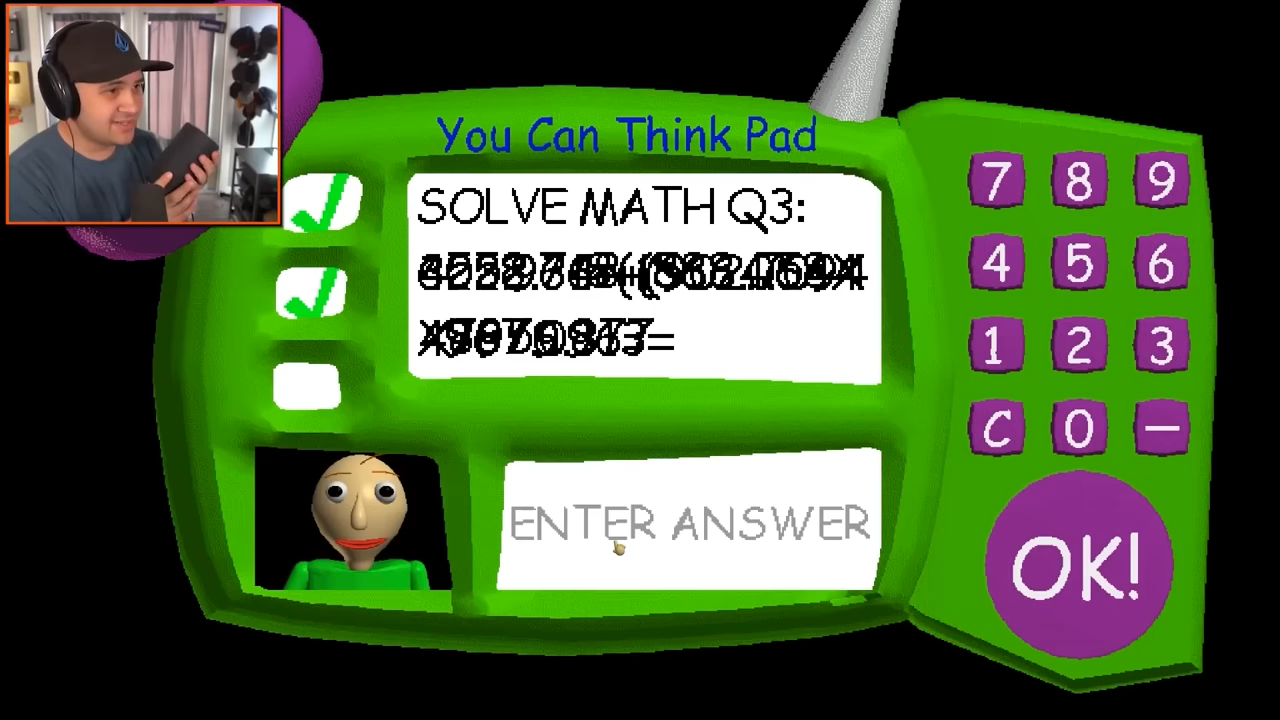 You Can Think Pad
SOLVE MATH Q3:
ENTER ANSWER
7 8 9
4 5 6
1 2 3
C 0 –
OK!